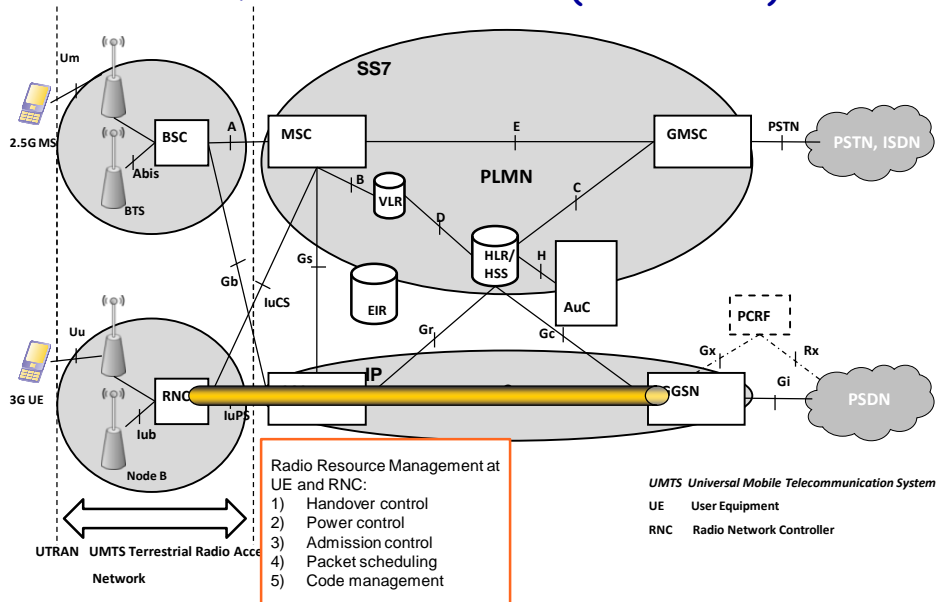 SS7
Um
2.5G MS
BSC
A
MSC
E
GMSC
PSTN
PSTN, ISDN
Abis
BTS
B
VLR
PLMN
C
D
HLR/
HSS
H
AuC
Gs
Gb
IuCS
EIR
Gr
Gc
PCRF
Gx
Rx
Uu
3G UE
RNC
IuPS
IP
GSN
Gi
PSDN
Iub
Node B
Radio Resource Management at
UE and RNC:
1) Handover control
2) Power control
3) Admission control
4) Packet scheduling
5) Code management
UTRAN UMTS Terrestrial Radio Acce
Network
UMTS Universal Mobile Telecommunication System
UE User Equipment
RNC Radio Network Controller